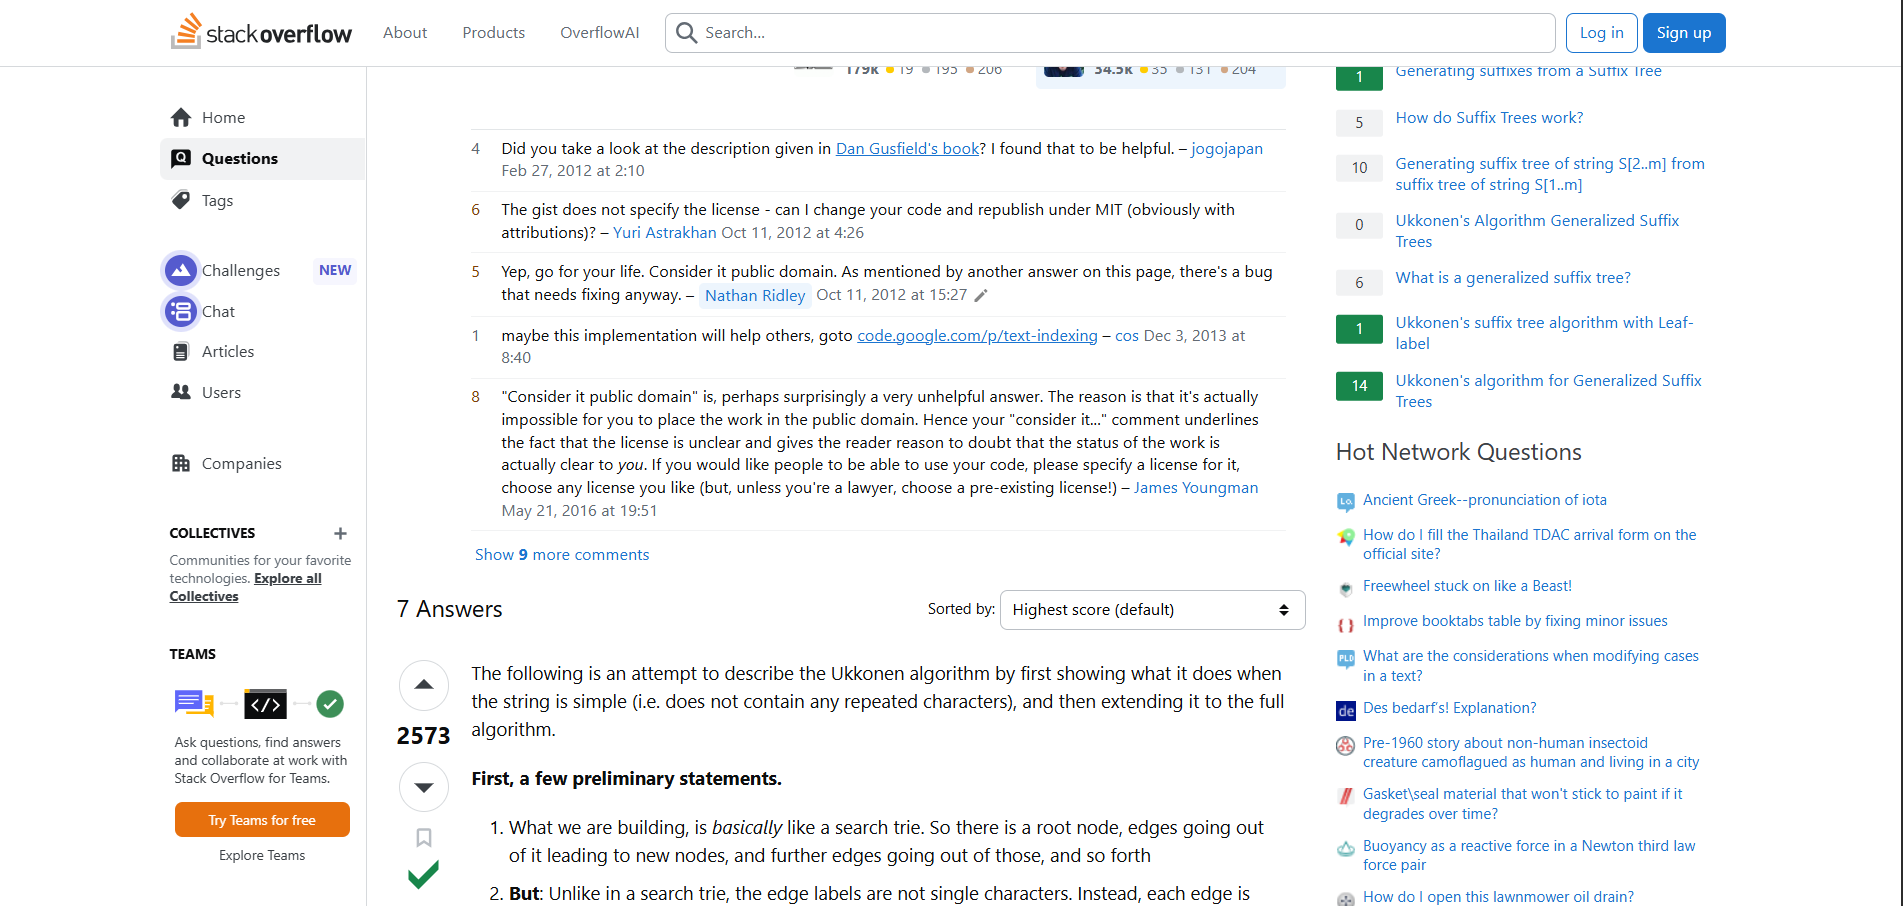 stackoverflow
About
Products
OverflowAI
Search...
Log in
Sign up
Home
Questions
Tags
Challenges NEW
Chat
Articles
Users
Companies
COLLECTIVES +
Communities for your favorite
technologies. Explore all
Collectives
TEAMS
</>
Ask questions, find answers
and collaborate at work with
Stack Overflow for Teams.
Try Teams for free
Explore Teams
179k 19 195 206
34.5k 35 131 204
4 Did you take a look at the description given in Dan Gusfield's book? I found that to be helpful. – jogojapan
Feb 27, 2012 at 2:10
6 The gist does not specify the license - can I change your code and republish under MIT (obviously with
attributions)? – Yuri Astrakhan Oct 11, 2012 at 4:26
5 Yep, go for your life. Consider it public domain. As mentioned by another answer on this page, there's a bug
that needs fixing anyway. – Nathan Ridley Oct 11, 2012 at 15:27
1 maybe this implementation will help others, goto code.google.com/p/text-indexing – cos Dec 3, 2013 at
8:40
8 "Consider it public domain" is, perhaps surprisingly a very unhelpful answer. The reason is that it's actually
impossible for you to place the work in the public domain. Hence your "consider it..." comment underlines
the fact that the license is unclear and gives the reader reason to doubt that the status of the work is
actually clear to you. If you would like people to be able to use your code, please specify a license for it,
choose any license you like (but, unless you're a lawyer, choose a pre-existing license!) – James Youngman
May 21, 2016 at 19:51
Show 9 more comments
7 Answers
Sorted by: Highest score (default)
2573
The following is an attempt to describe the Ukkonen algorithm by first showing what it does when
the string is simple (i.e. does not contain any repeated characters), and then extending it to the full
algorithm.
First, a few preliminary statements.
1. What we are building, is basically like a search trie. So there is a root node, edges going out
of it leading to new nodes, and further edges going out of those, and so forth
2. But: Unlike in a search trie, the edge labels are not single characters. Instead, each edge is
1 Generating suffixes from a Suffix Tree
5 How do Suffix Trees work?
10 Generating suffix tree of string S[2..m] from
suffix tree of string S[1..m]
0 Ukkonen's Algorithm Generalized Suffix
Trees
6 What is a generalized suffix tree?
1 Ukkonen's suffix tree algorithm with Leaf-
label
14 Ukkonen's algorithm for Generalized Suffix
Trees
Hot Network Questions
Lo, Ancient Greek--pronunciation of iota
How do I fill the Thailand TDAC arrival form on the
official site?
Freewheel stuck on like a Beast!
Improve booktabs table by fixing minor issues
PLD What are the considerations when modifying cases
in a text?
de Des bedarf's! Explanation?
Pre-1960 story about non-human insectoid
creature camoflagued as human and living in a city
Gasket\seal material that won't stick to paint if it
degrades over time?
Buoyancy as a reactive force in a Newton third law
force pair
How do I open this lawnmower oil drain?